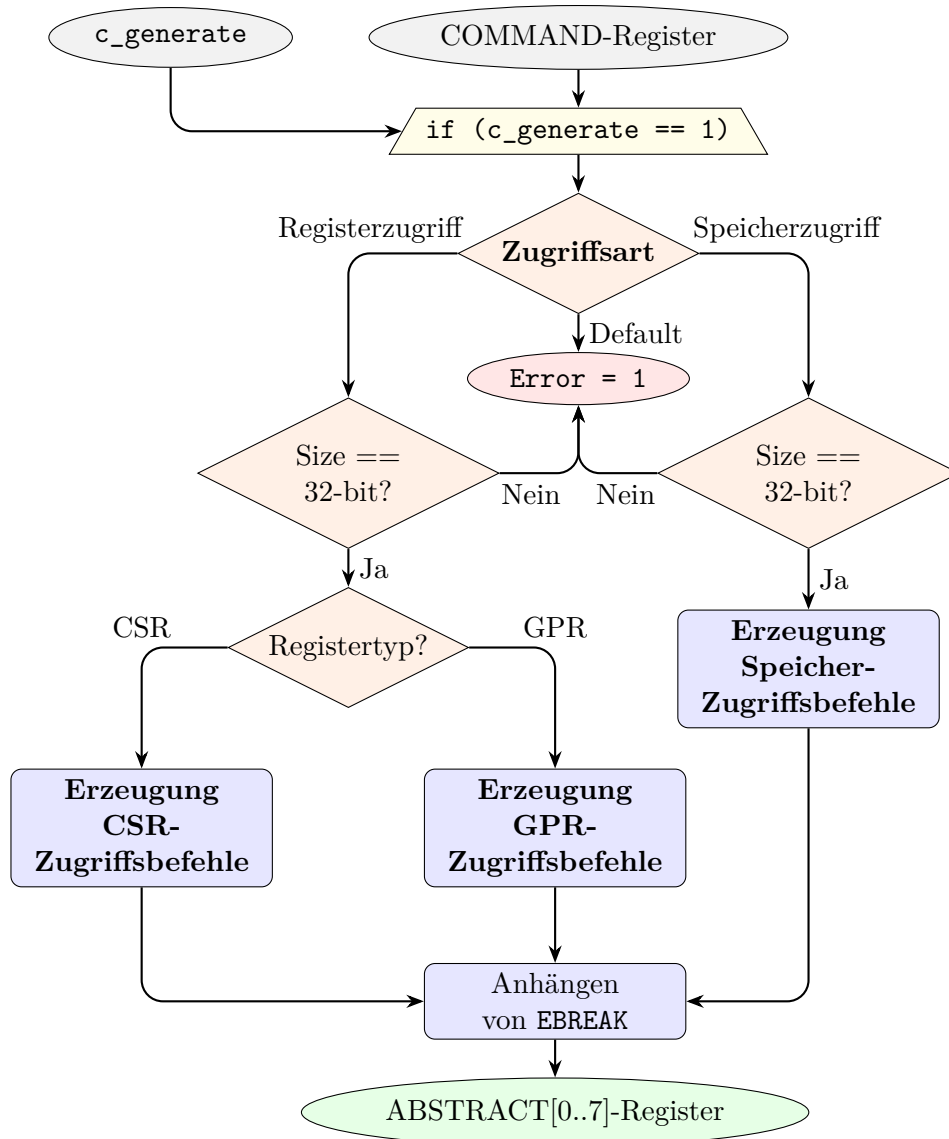 c_generate
COMMAND-Register
if (c_generate == 1)
Registerzugriff
Speicherzugriff
Zugriffsart
Default
Error = 1
Size ==
32-bit?
Nein
Nein
Size ==
32-bit?
Ja
Ja
CSR
Registertyp?
GPR
Erzeugung
Speicher-
Zugriffsbefehle
Erzeugung
CSR-
Zugriffsbefehle
Erzeugung
GPR-
Zugriffsbefehle
Anhängen
von EBREAK
ABSTRACT[0..7]-Register